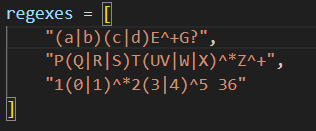 regexes = [
    "(a|b)(c|d)E^+G?",
    "P(Q|R|S)T(UV|W|X)^*Z^+",
    "1(0|1)^*2(3|4)^5 36"
]